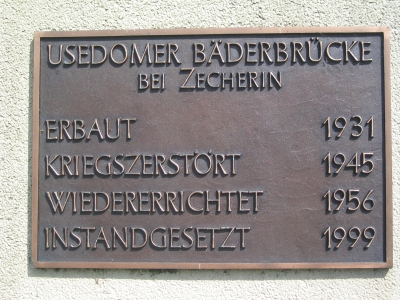 USEDOMER BÄDERBRÜCKE
BEI ZECHERIN
ERBAUT 1931
KRIEGSZERSTÖRT 1945
WIEDERERRICHTET 1956
INSTANDGESETZT 1999